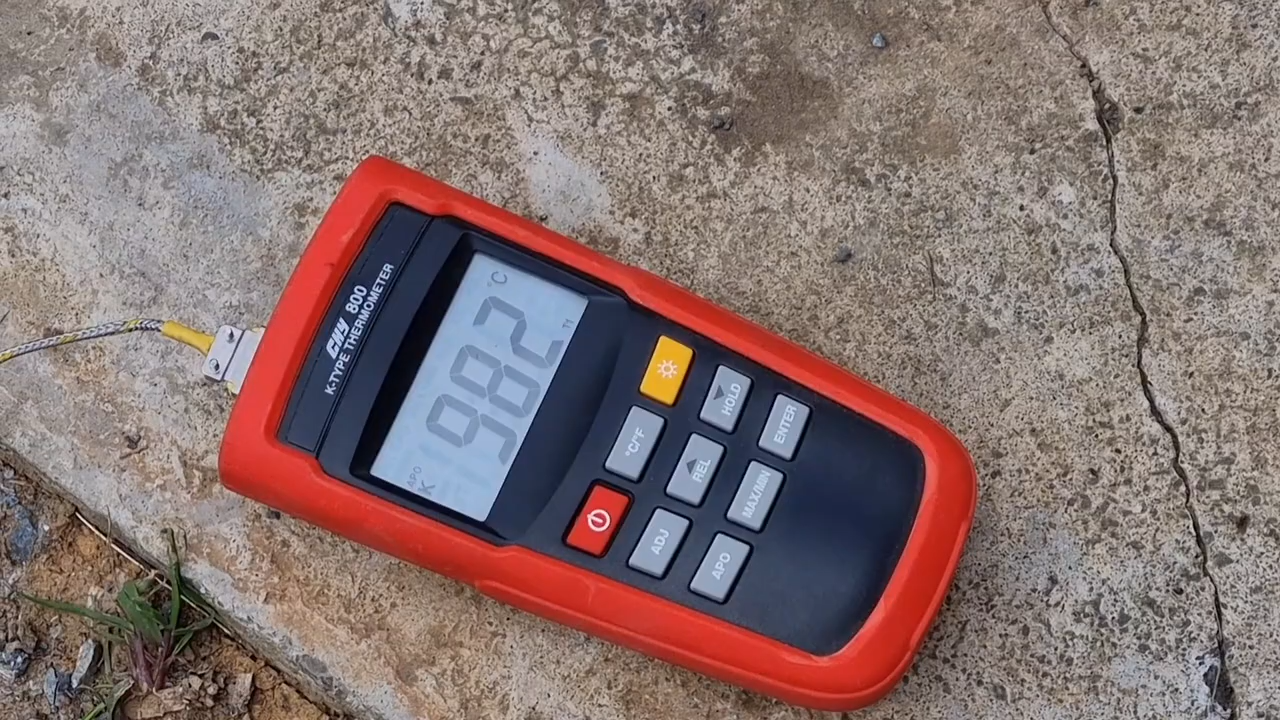 CHY 800
K-TYPE THERMOMETER
APO
K
982
°C
T1
°C/°F
ADJ
REL
HOLD
APO
MAX/MIN
ENTER